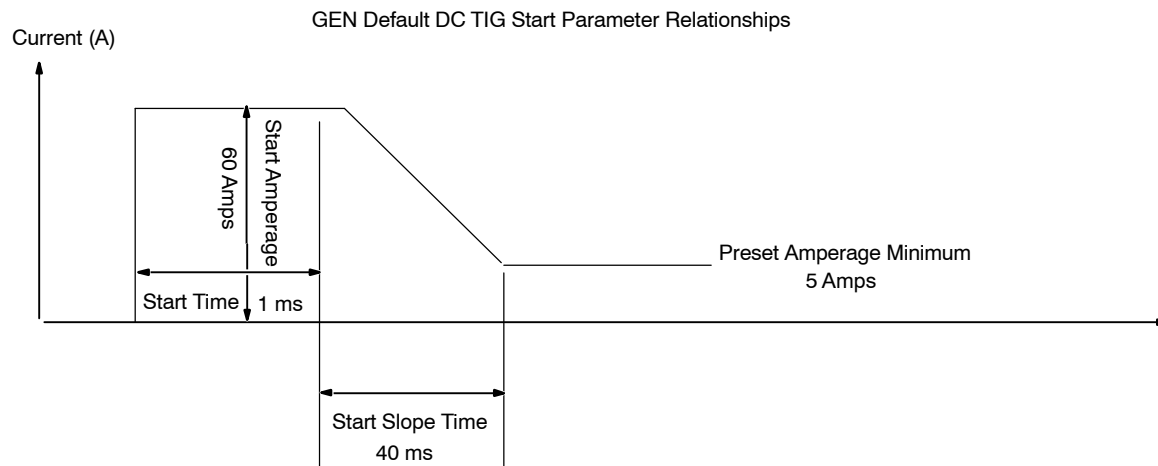 GEN Default DC TIG Start Parameter Relationships
Current (A)
Start Amperage
60 Amps
Start Time
1 ms
Preset Amperage Minimum
5 Amps
Start Slope Time
40 ms